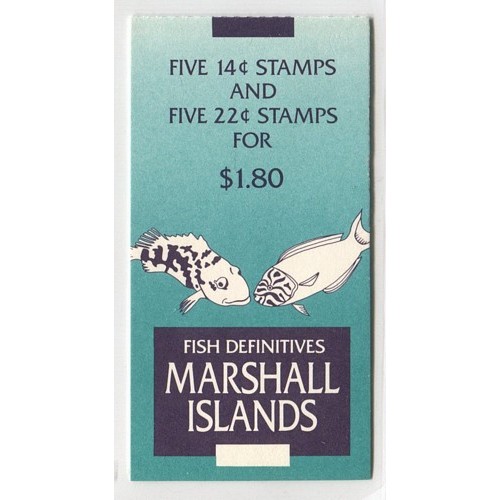 FIVE 14¢ STAMPS
AND
FIVE 22¢ STAMPS
FOR
$1.80
FISH DEFINITIVES
MARSHALL
ISLANDS